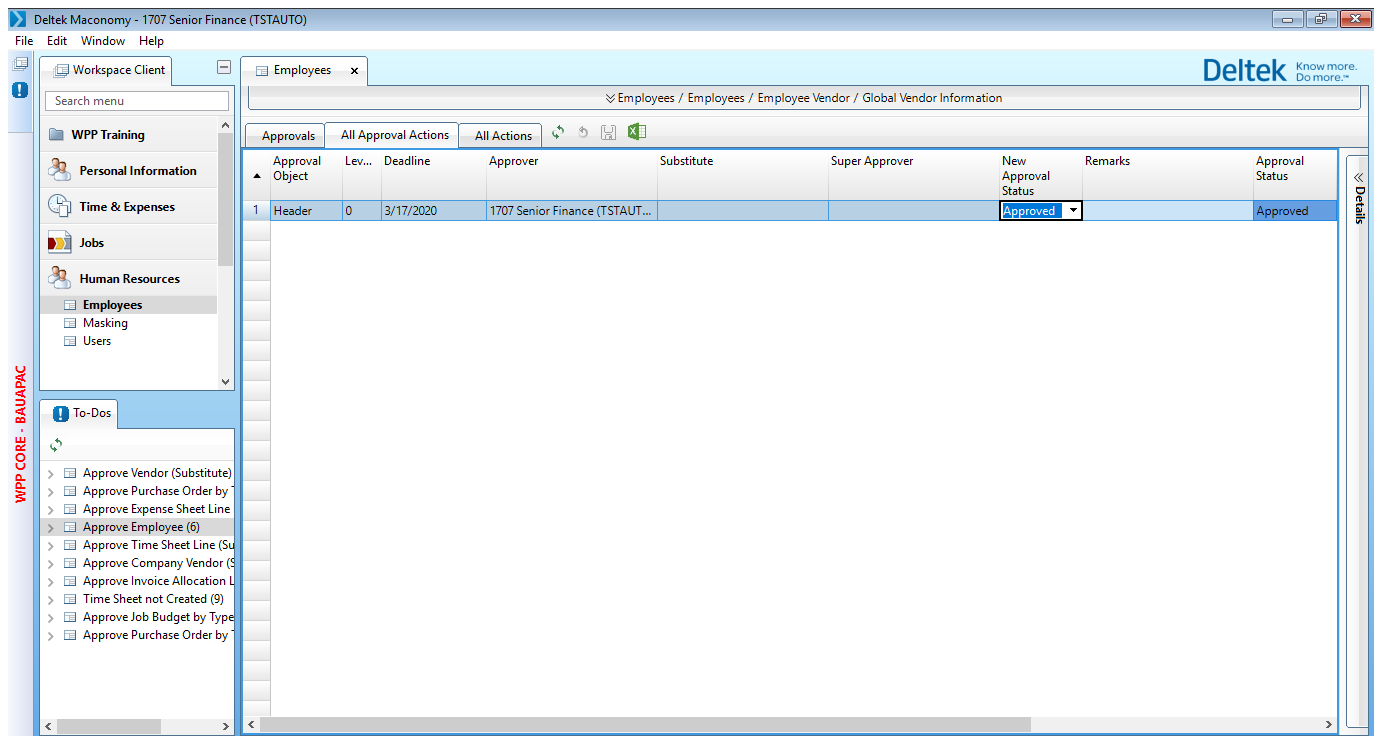 Deltek Maconomy - 1707 Senior Finance (TSTAUTO)
File Edit Window Help
Workspace Client
Search menu
WPP Training
Personal Information
Time & Expenses
Jobs
Human Resources
Employees
Masking
Users
WPP CORE - BAUAPAC
To-Dos
Approve Vendor (Substitute)
Approve Purchase Order by T
Approve Expense Sheet Line
Approve Employee (6)
Approve Time Sheet Line (Su
Approve Company Vendor (S
Approve Invoice Allocation L
Time Sheet not Created (9)
Approve Job Budget by Type
Approve Purchase Order by T
Employees
Deltek Know more.
Do more.™
Employees / Employees / Employee Vendor / Global Vendor Information
Approvals All Approval Actions All Actions
Approval Lev... Deadline Approver Substitute Super Approver New Remarks Approval
Object Approval Status
Status
1 Header 0 3/17/2020 1707 Senior Finance (TSTAUT... Approved Approved
Details